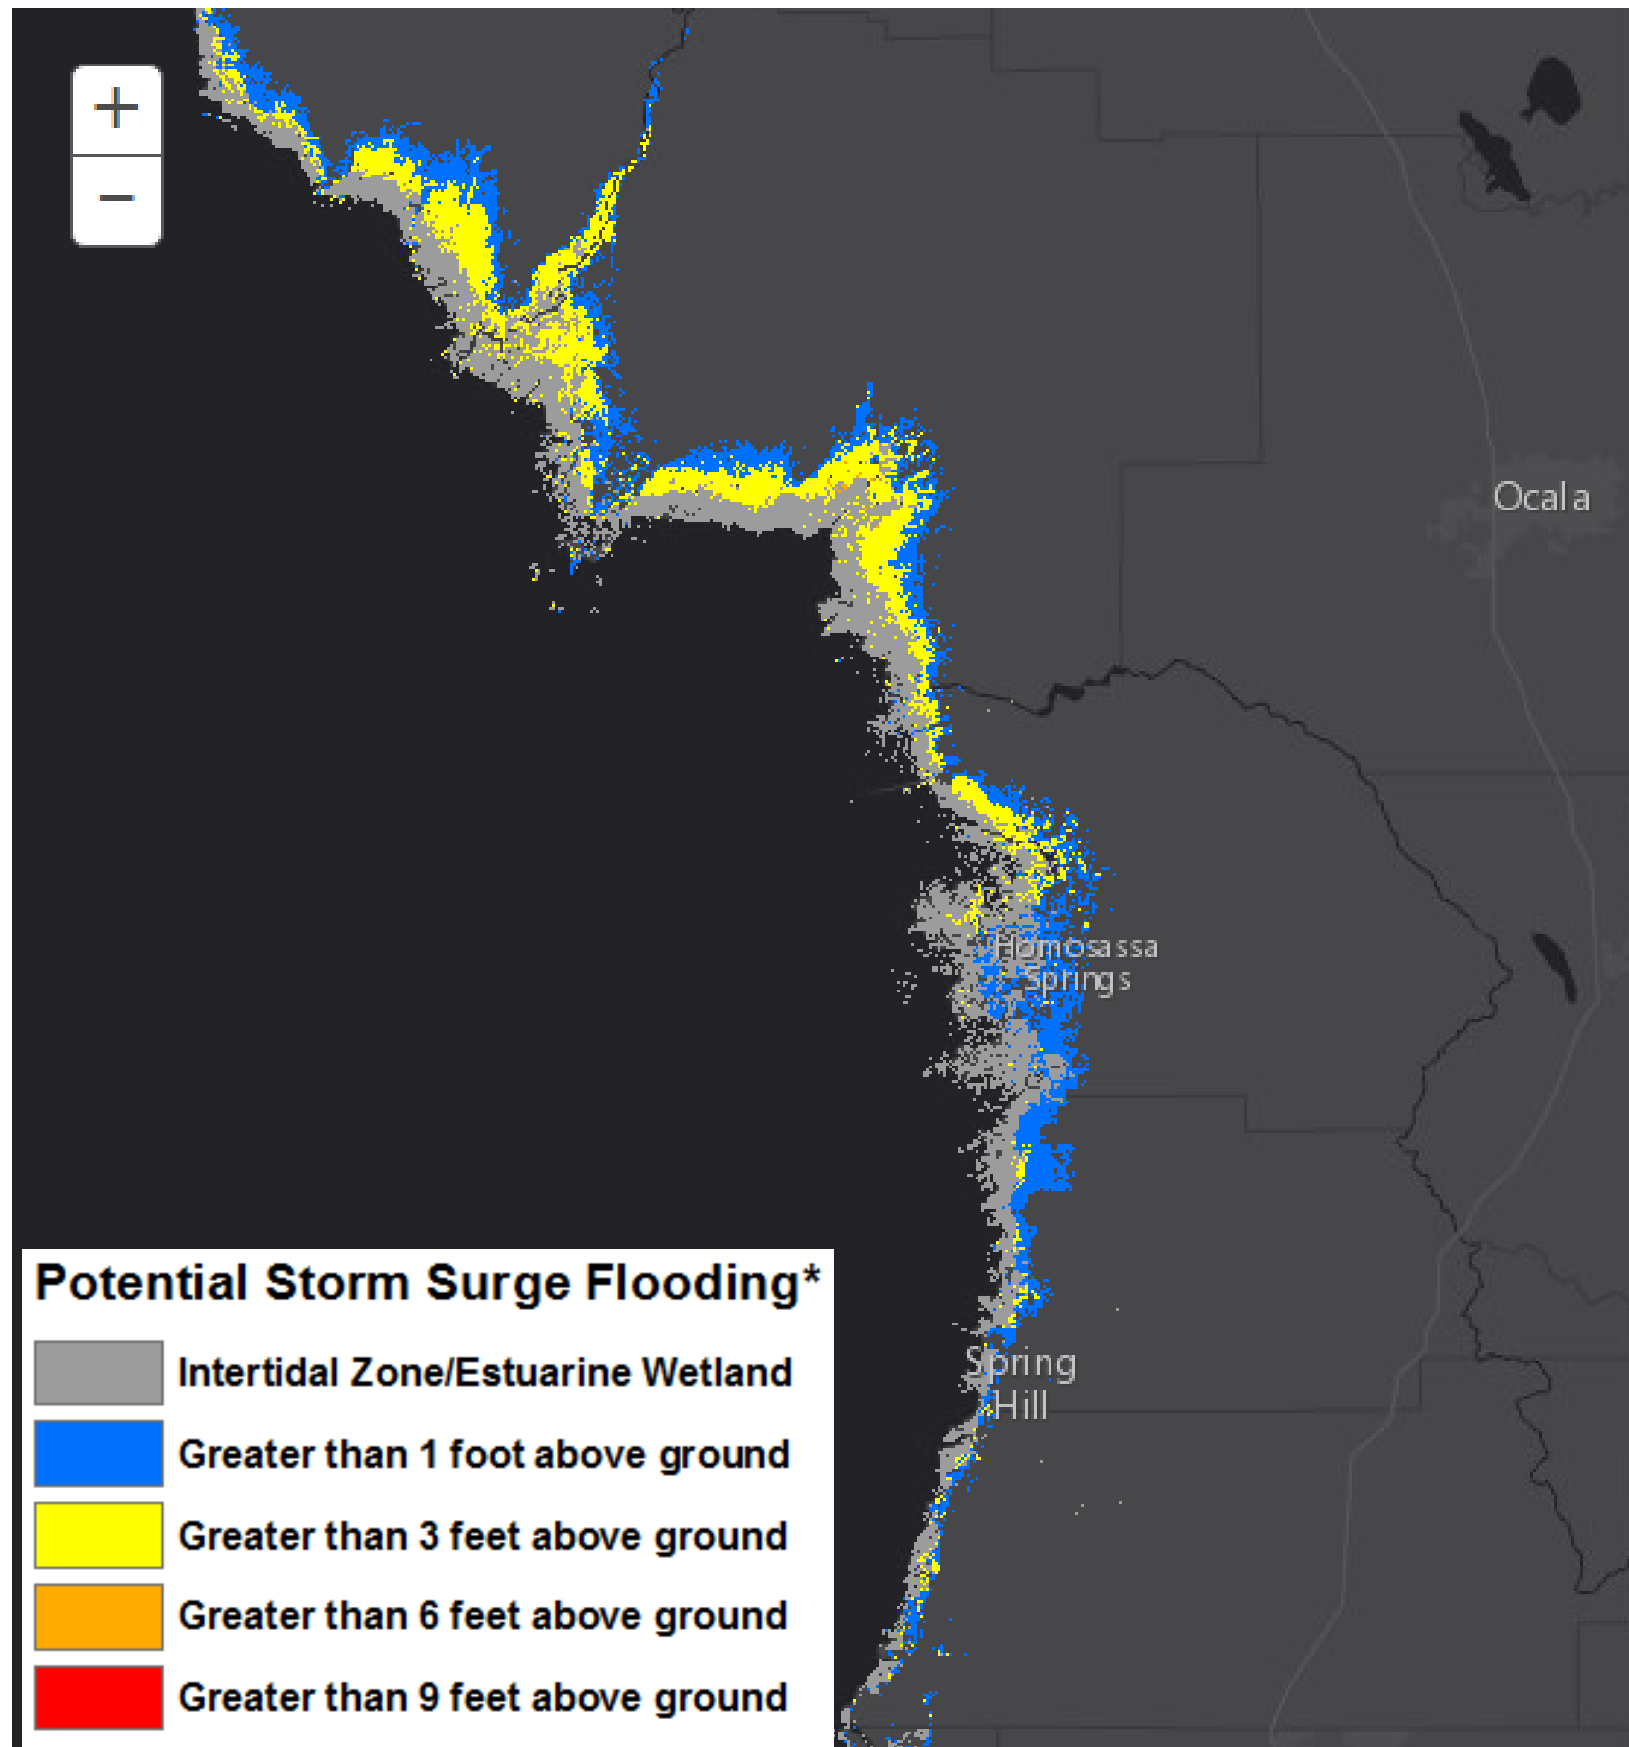 +
−
Ocala
Homosassa
Springs
Spring
Hill
Potential Storm Surge Flooding*
Intertidal Zone/Estuarine Wetland
Greater than 1 foot above ground
Greater than 3 feet above ground
Greater than 6 feet above ground
Greater than 9 feet above ground